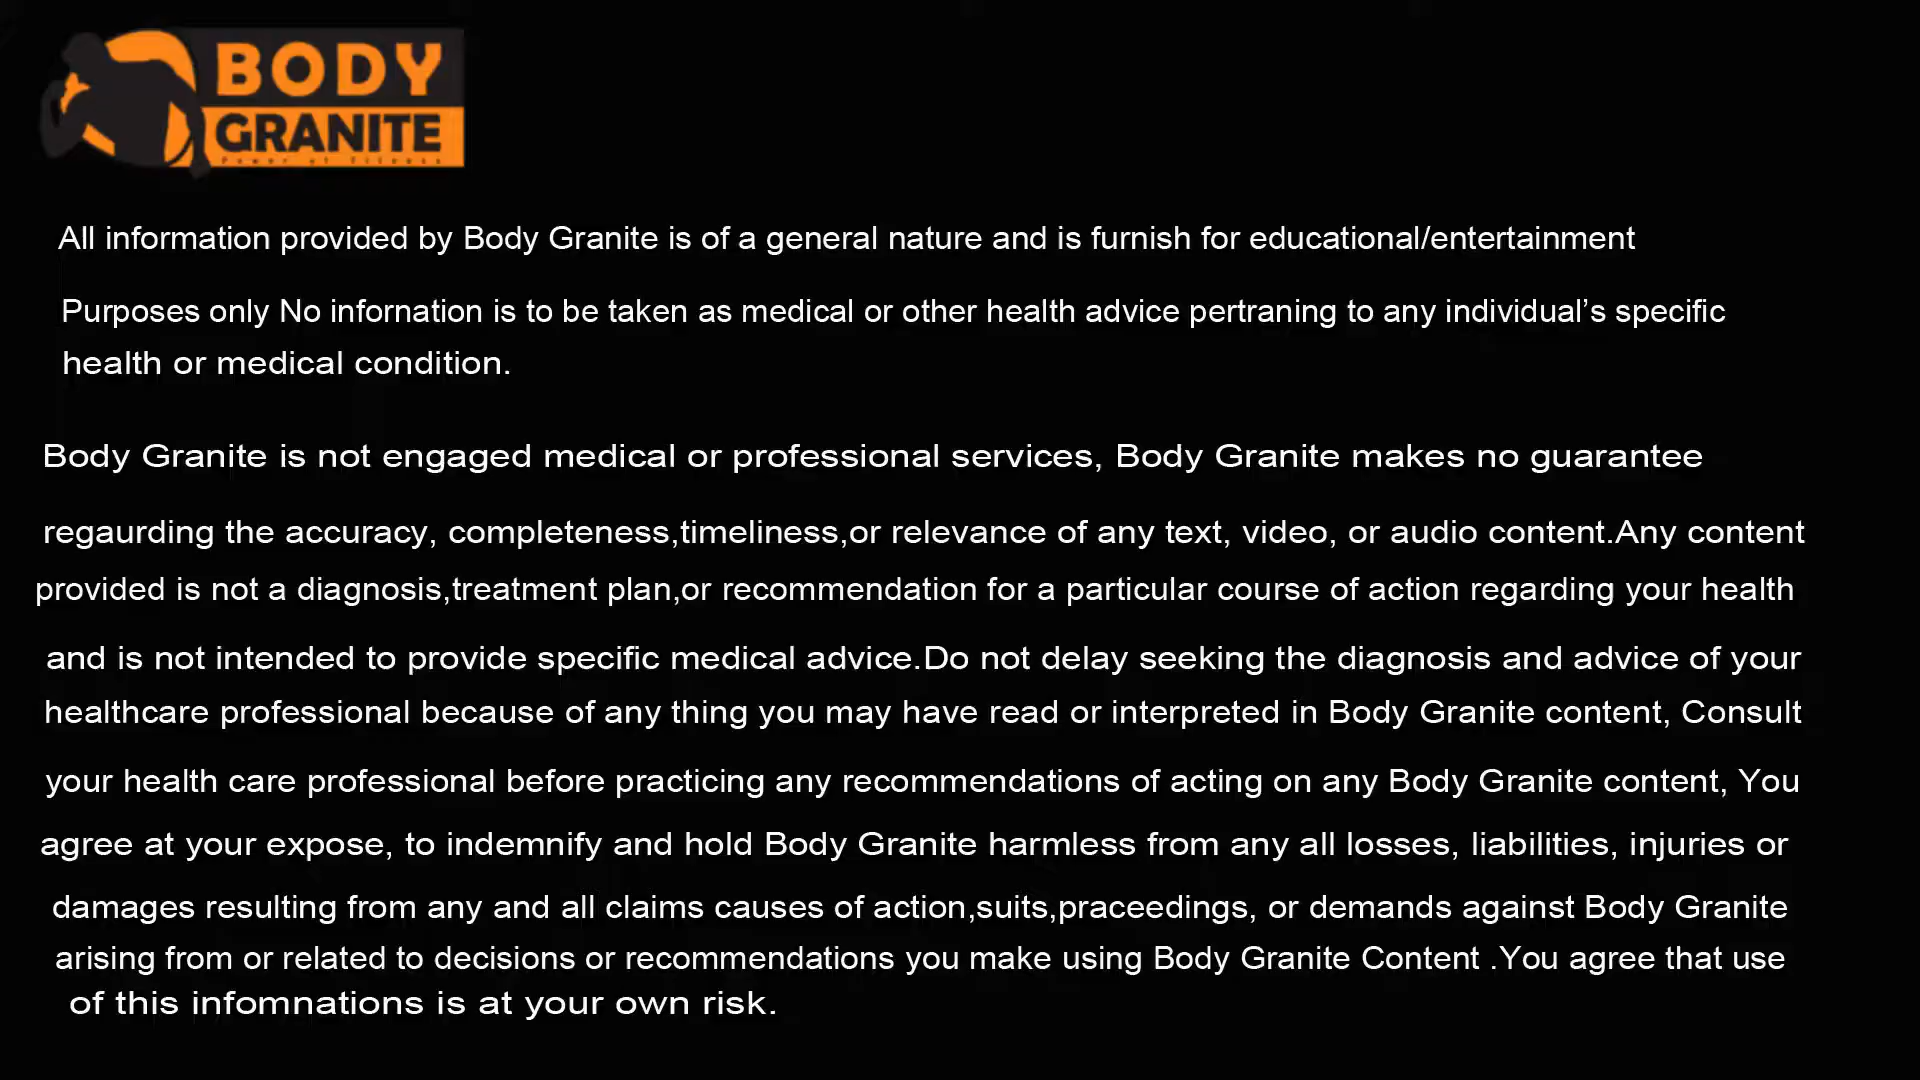 BODY
GRANITE
Power of Fitness
All information provided by Body Granite is of a general nature and is furnish for educational/entertainment
Purposes only No infornation is to be taken as medical or other health advice pertraning to any individual’s specific
health or medical condition.
Body Granite is not engaged medical or professional services, Body Granite makes no guarantee
regaurding the accuracy, completeness,timeliness,or relevance of any text, video, or audio content.Any content
provided is not a diagnosis,treatment plan,or recommendation for a particular course of action regarding your health
and is not intended to provide specific medical advice.Do not delay seeking the diagnosis and advice of your
healthcare professional because of any thing you may have read or interpreted in Body Granite content, Consult
your health care professional before practicing any recommendations of acting on any Body Granite content, You
agree at your expose, to indemnify and hold Body Granite harmless from any all losses, liabilities, injuries or
damages resulting from any and all claims causes of action,suits,praceedings, or demands against Body Granite
arising from or related to decisions or recommendations you make using Body Granite Content .You agree that use
of this infomnations is at your own risk.